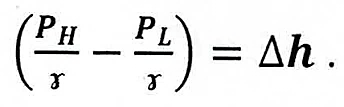 (P_H/γ − P_L/γ) = Δh .